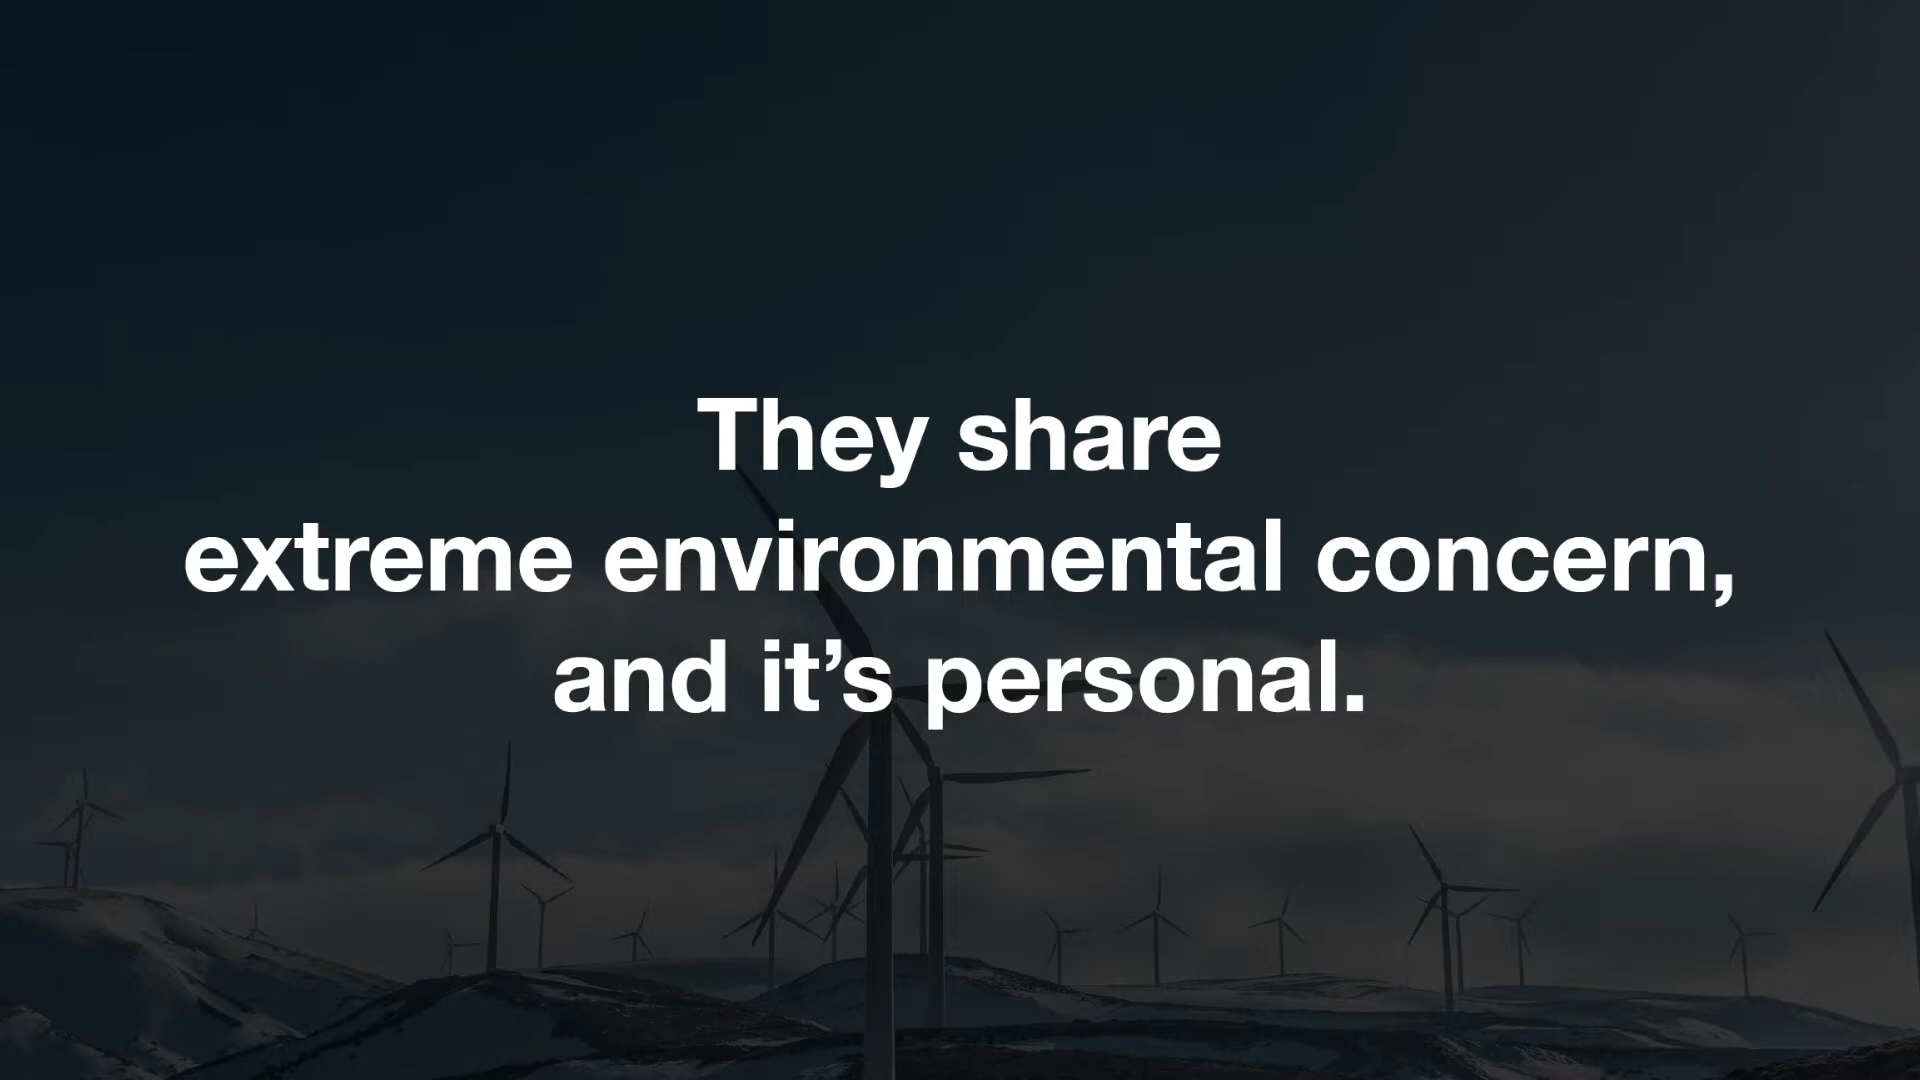 They share
extreme environmental concern,
and it’s personal.